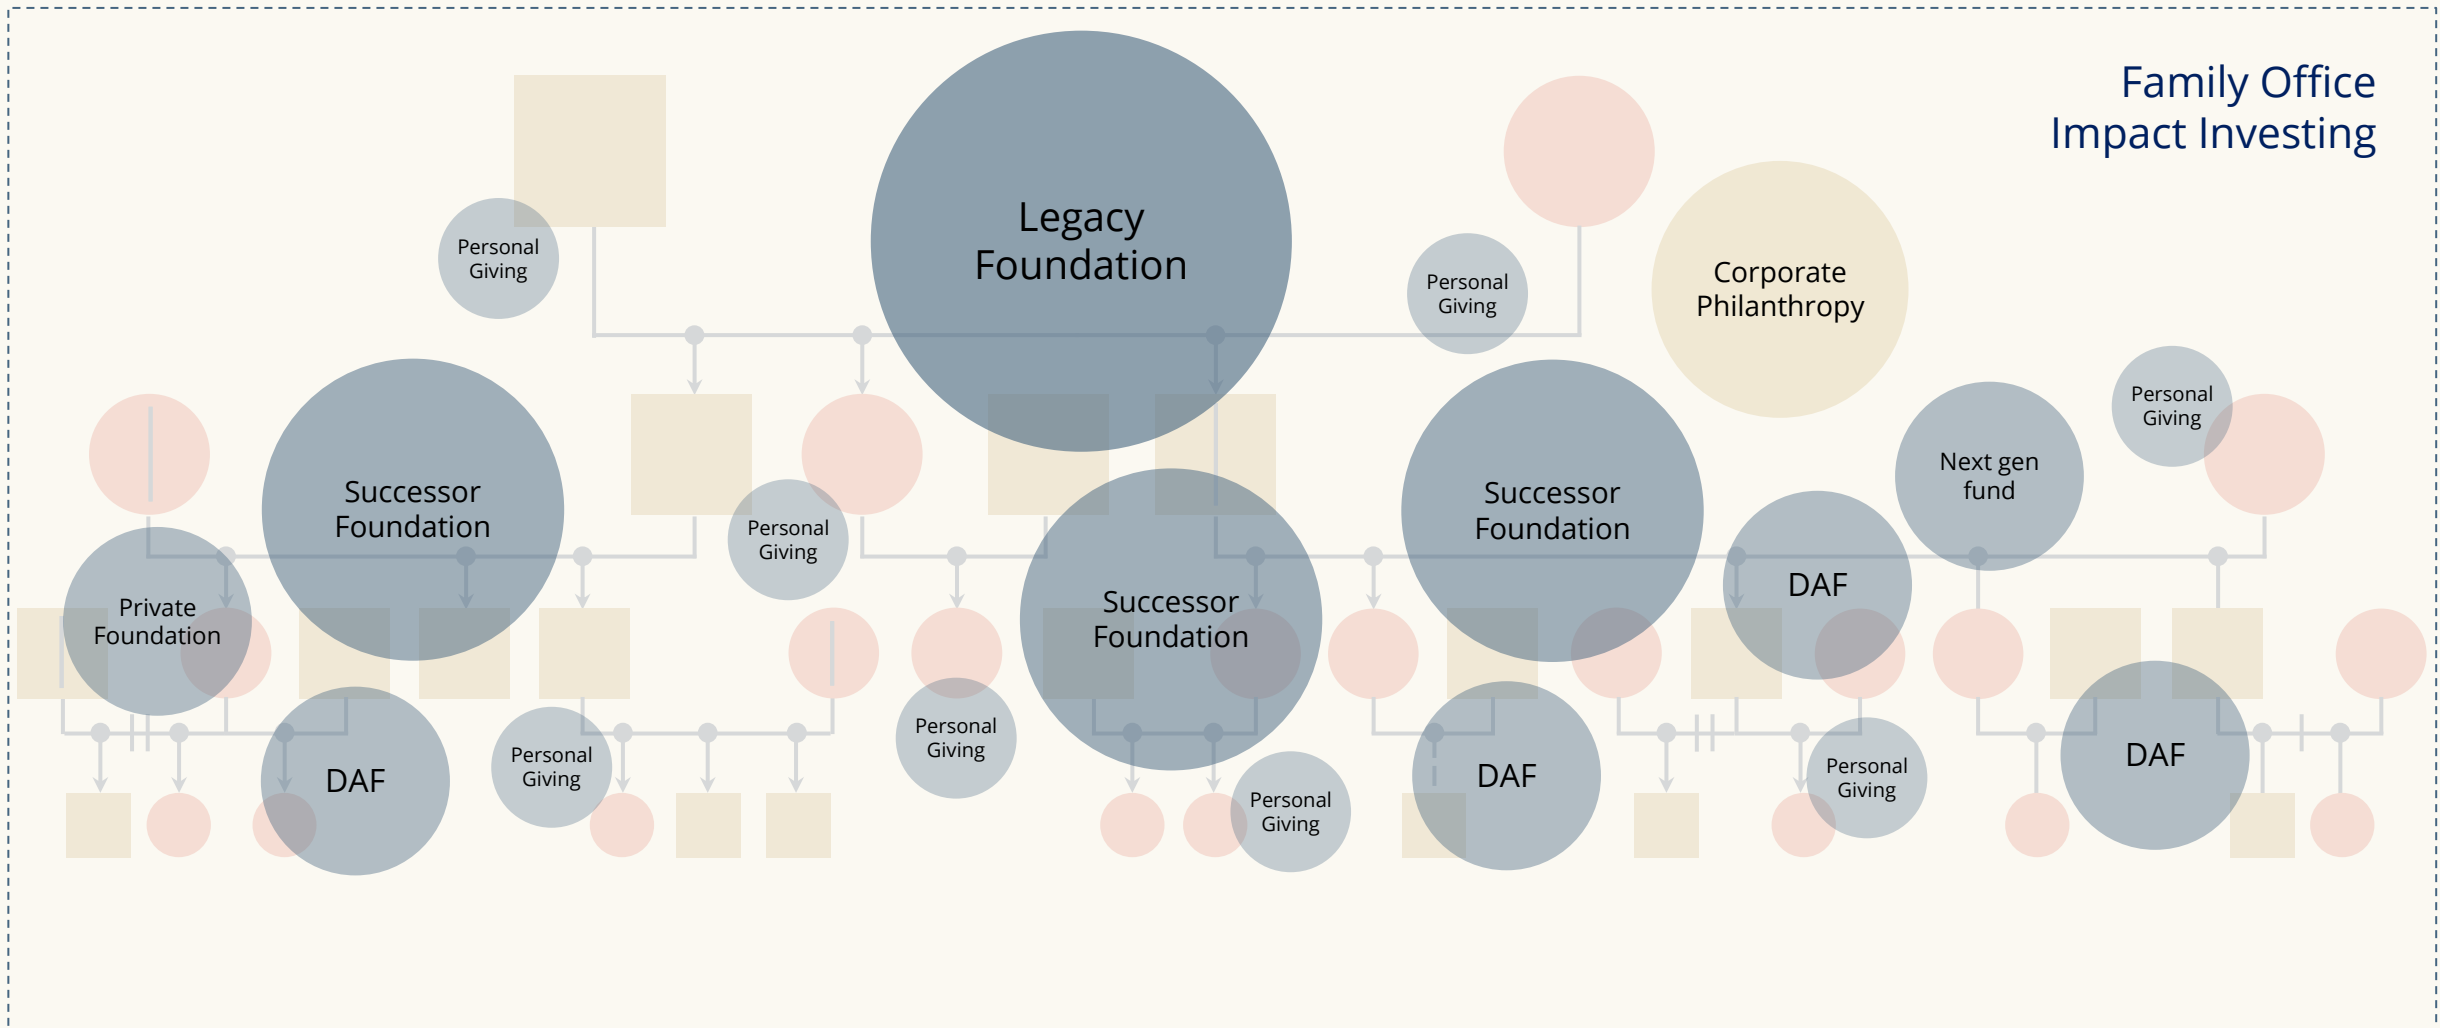 Family Office
Impact Investing
Legacy
Foundation
Personal
Giving
Personal
Giving
Corporate
Philanthropy
Personal
Giving
Successor
Foundation
Personal
Giving
Successor
Foundation
Next gen
fund
DAF
Private
Foundation
Successor
Foundation
DAF
Personal
Giving
Personal
Giving
Personal
Giving
DAF
Personal
Giving
DAF